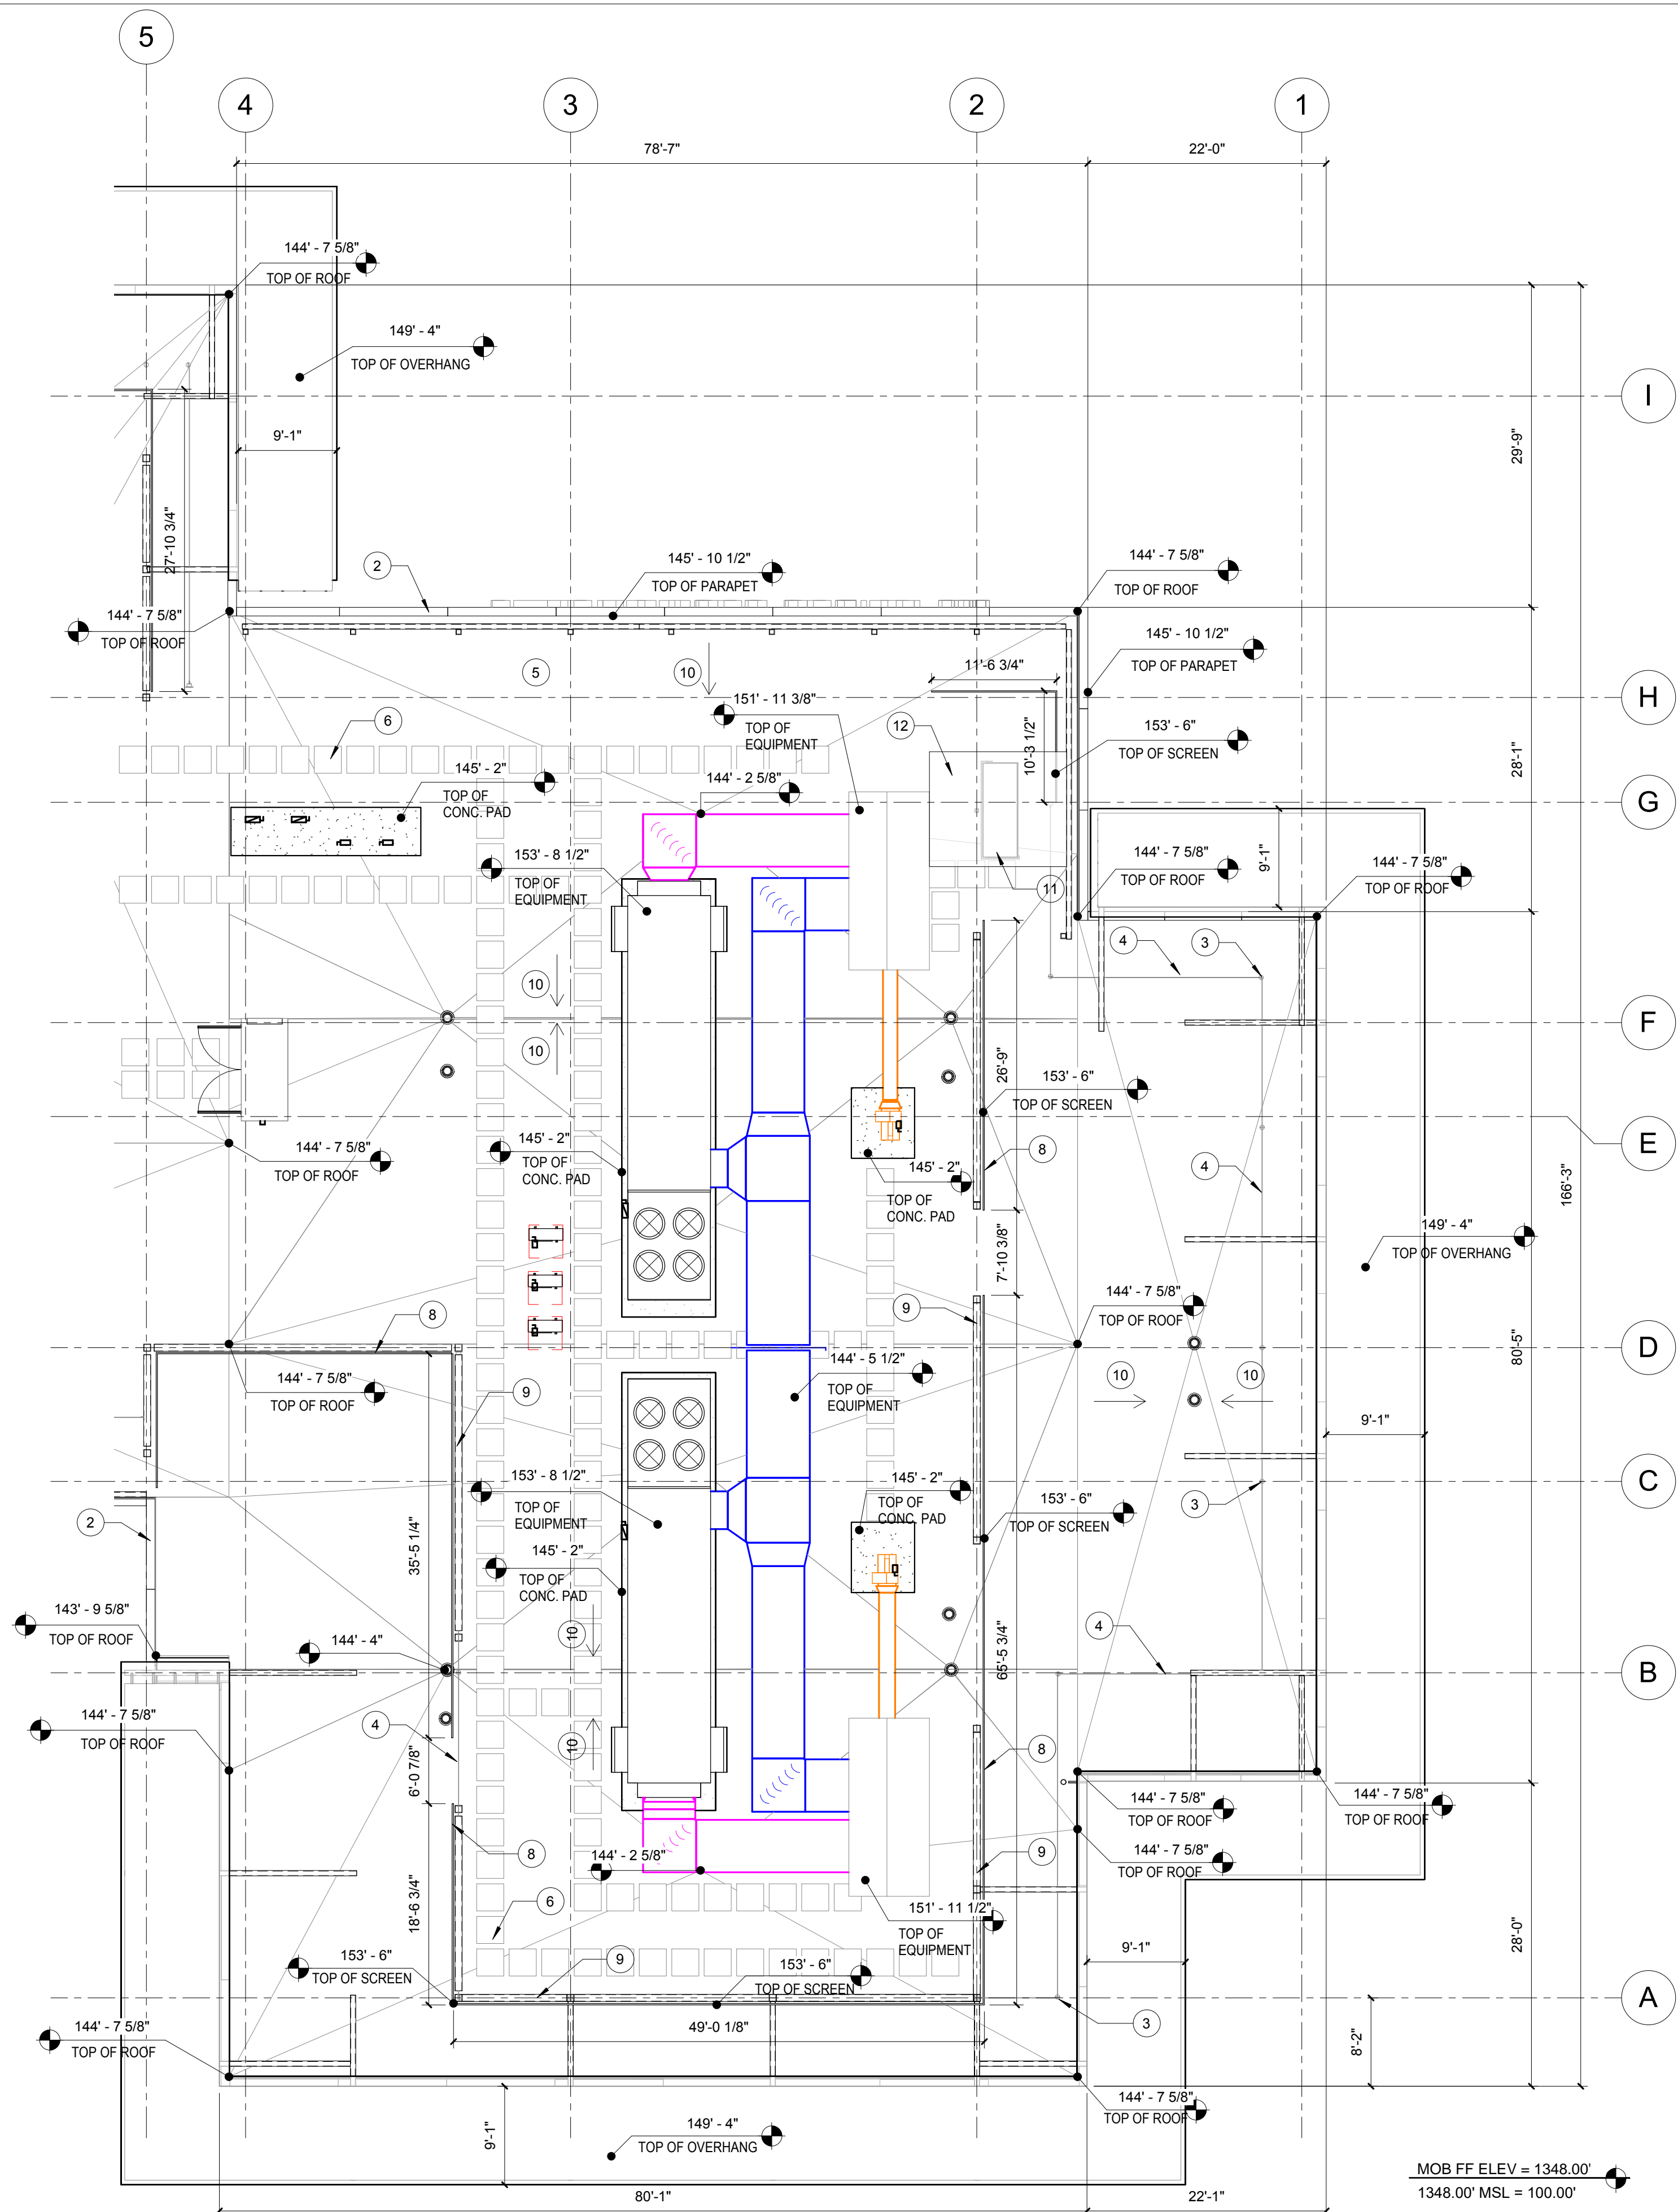 5
4
3
2
1
78'-7"
22'-0"
144' - 7 5/8"
TOP OF ROOF
149' - 4"
TOP OF OVERHANG
I
9'-1"
29'-9"
27'-10 3/4"
2
145' - 10 1/2"
TOP OF PARAPET
144' - 7 5/8"
TOP OF ROOF
144' - 7 5/8"
TOP OF ROOF
145' - 10 1/2"
TOP OF PARAPET
5
10
11'-6 3/4"
H
151' - 11 3/8"
TOP OF
EQUIPMENT
6
12
10'-3 1/2"
153' - 6"
TOP OF SCREEN
28'-1"
145' - 2"
TOP OF
CONC. PAD
144' - 2 5/8"
G
153' - 8 1/2"
TOP OF
EQUIPMENT
144' - 7 5/8"
TOP OF ROOF
9'-1"
144' - 7 5/8"
TOP OF ROOF
11
4
3
10
10
F
26'-9"
153' - 6"
TOP OF SCREEN
145' - 2"
TOP OF
CONC. PAD
144' - 7 5/8"
TOP OF ROOF
8
E
145' - 2"
TOP OF
CONC. PAD
4
166'-3"
149' - 4"
TOP OF OVERHANG
7'-10 3/8"
8
9
144' - 7 5/8"
TOP OF ROOF
D
80'-5"
144' - 5 1/2"
TOP OF
EQUIPMENT
144' - 7 5/8"
TOP OF ROOF
9
10
10
9'-1"
153' - 8 1/2"
TOP OF
EQUIPMENT
145' - 2"
TOP OF
CONC. PAD
C
153' - 6"
TOP OF SCREEN
3
2
35'-5 1/4"
145' - 2"
TOP OF
CONC. PAD
143' - 9 5/8"
TOP OF ROOF
144' - 4"
10
65'-5 3/4"
4
B
144' - 7 5/8"
TOP OF ROOF
4
10
6'-0 7/8"
8
144' - 7 5/8"
TOP OF ROOF
144' - 7 5/8"
TOP OF ROOF
8
144' - 2 5/8"
9
144' - 7 5/8"
TOP OF ROOF
18'-6 3/4"
6
151' - 11 1/2"
TOP OF
EQUIPMENT
28'-0"
153' - 6"
TOP OF SCREEN
9
153' - 6"
TOP OF SCREEN
9'-1"
A
144' - 7 5/8"
TOP OF ROOF
49'-0 1/8"
3
8'-2"
144' - 7 5/8"
TOP OF ROOF
9'-1"
149' - 4"
TOP OF OVERHANG
MOB FF ELEV = 1348.00'
1348.00' MSL = 100.00'
80'-1"
22'-1"